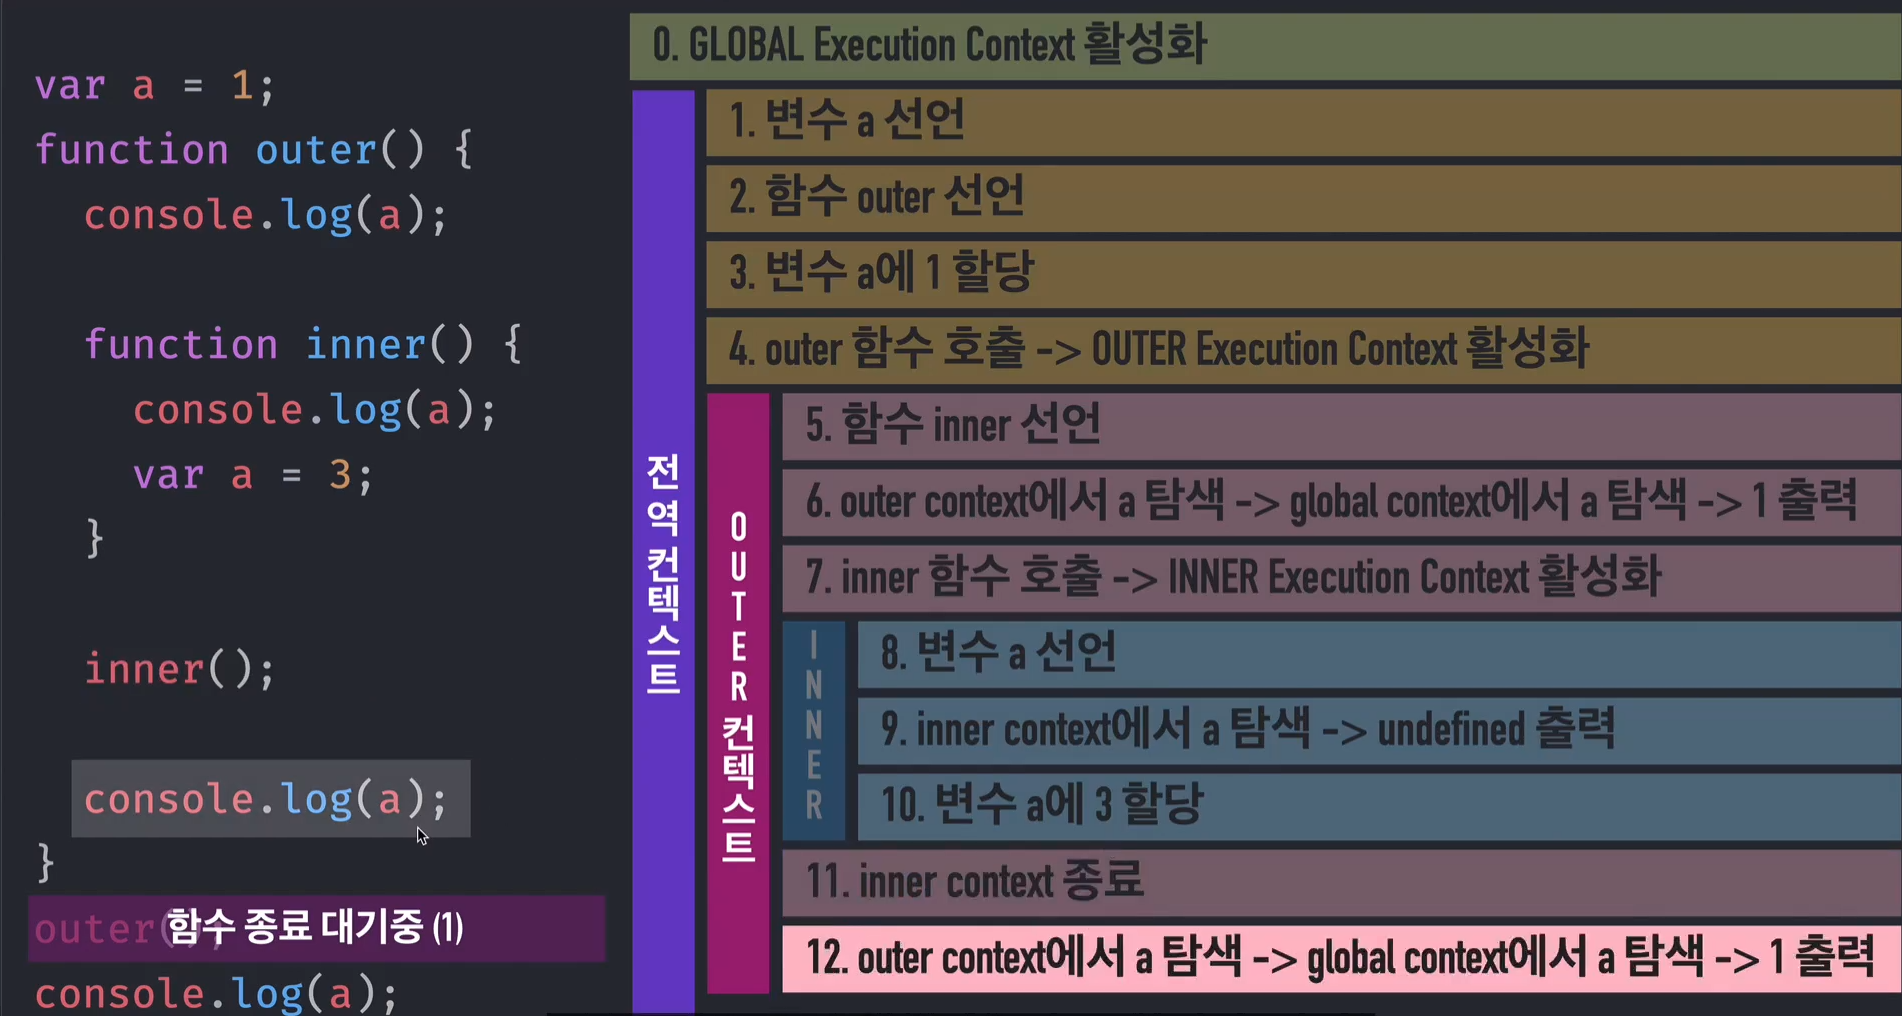 var a = 1;
function outer() {
console.log(a);
function inner() {
console.log(a);
var a = 3;
}
inner();
console.log(a);
}
outer();
함수 종료 대기중 (1)
console.log(a);
0. GLOBAL Execution Context 활성화
전역 컨텍스트
1. 변수 a 선언
2. 함수 outer 선언
3. 변수 a에 1 할당
4. outer 함수 호출 -> OUTER Execution Context 활성화
OUTER 컨텍스트
5. 함수 inner 선언
6. outer context에서 a 탐색 -> global context에서 a 탐색 -> 1 출력
7. inner 함수 호출 -> INNER Execution Context 활성화
INNER
8. 변수 a 선언
9. inner context에서 a 탐색 -> undefined 출력
10. 변수 a에 3 할당
11. inner context 종료
12. outer context에서 a 탐색 -> global context에서 a 탐색 -> 1 출력